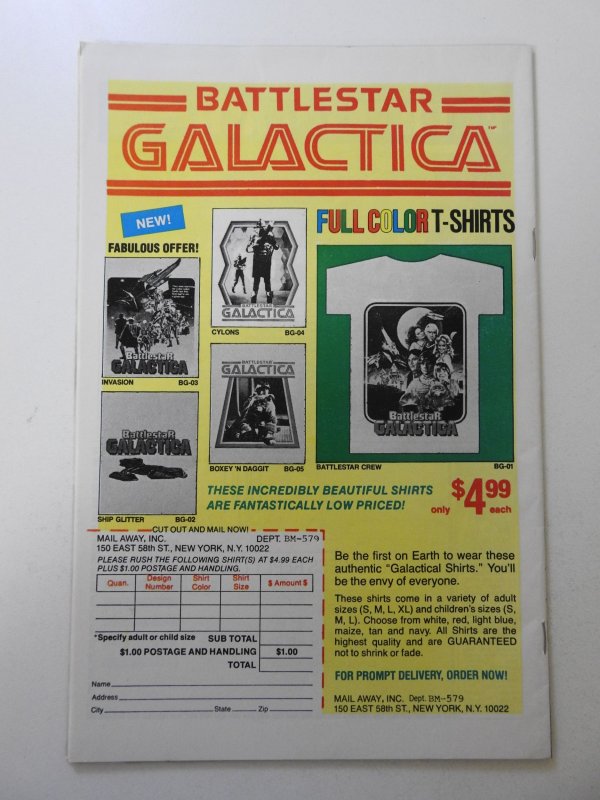 BATTLESTAR
GALACTICA™
NEW!
FABULOUS OFFER!
FULL COLOR T-SHIRTS
Battlestar
GALACTICA
INVASION BG-03
BATTLESTAR
GALACTICA
CYLONS BG-04
Battlestar
GALACTICA
SHIP GLITTER BG-02
BATTLESTAR
GALACTICA
BOXEY 'N DAGGIT BG-05
Battlestar
GALACTICA
BATTLESTAR CREW BG-01
THESE INCREDIBLY BEAUTIFUL SHIRTS
ARE FANTASTICALLY LOW PRICED!
only $4.99 each
CUT OUT AND MAIL NOW!
MAIL AWAY, INC. DEPT. BM-579
150 EAST 58th ST., NEW YORK, N.Y. 10022
PLEASE RUSH THE FOLLOWING SHIRT(S) AT $4.99 EACH
PLUS $1.00 POSTAGE AND HANDLING.
Quan. Design Number Shirt Color Shirt Size $ Amount $
*Specify adult or child size SUB TOTAL
$1.00 POSTAGE AND HANDLING $1.00
TOTAL
Name
Address
City State Zip
Be the first on Earth to wear these
authentic "Galactical Shirts." You'll
be the envy of everyone.
These shirts come in a variety of adult
sizes (S, M, L, XL) and children's sizes (S,
M, L). Choose from white, red, light blue,
maize, tan and navy. All Shirts are the
highest quality and are GUARANTEED
not to shrink or fade.
FOR PROMPT DELIVERY, ORDER NOW!
MAIL AWAY, INC. Dept. BM-579
150 EAST 58th ST., NEW YORK, N.Y. 10022